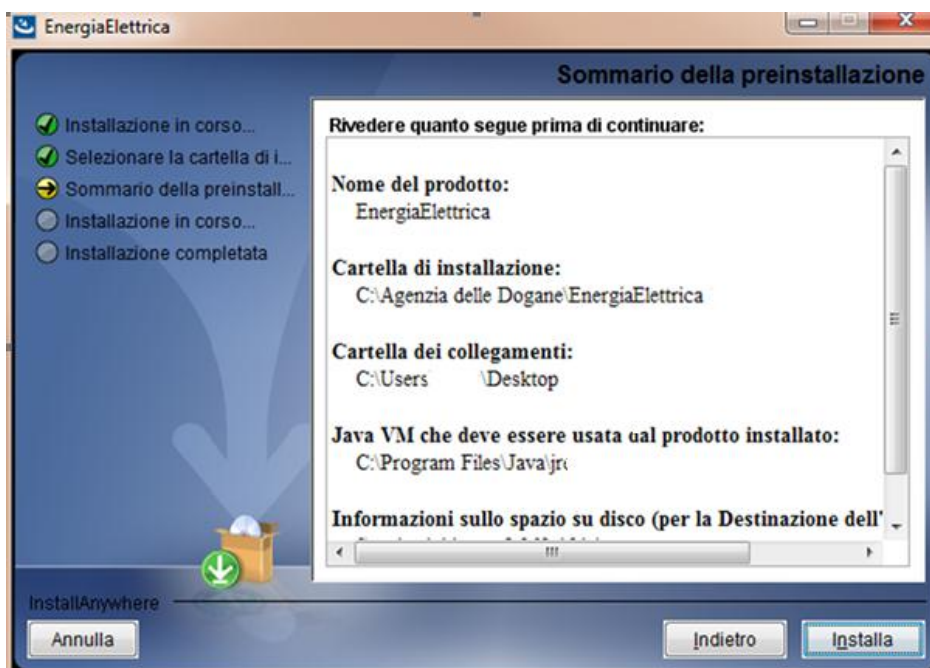 EnergiaElettrica
Sommario della preinstallazione
Installazione in corso...
Selezionare la cartella di i...
Sommario della preinstall...
Installazione in corso...
Installazione completata
Rivedere quanto segue prima di continuare:
Nome del prodotto:
EnergiaElettrica
Cartella di installazione:
C:\Agenzia delle Dogane\EnergiaElettrica
Cartella dei collegamenti:
C:\Users \Desktop
Java VM che deve essere usata dal prodotto installato:
C:\Program Files\Java\jr
Informazioni sullo spazio su disco (per la Destinazione dell'
InstallAnywhere
Annulla
Indietro
Installa